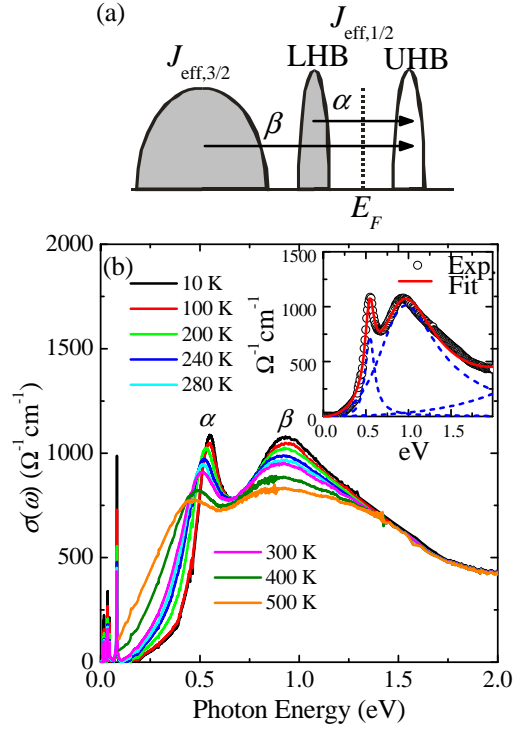 (a)
J eff,1/2
J eff,3/2
LHB
UHB
α
β
E_F
(b)
2000
1500
1000
500
0
σ(ω) (Ω⁻¹cm⁻¹)
10 K
100 K
200 K
240 K
280 K
α
β
300 K
400 K
500 K
0.0 0.5 1.0 1.5 2.0
Photon Energy (eV)
1500
1000
500
0
Ω⁻¹cm⁻¹
Exp.
Fit
0.0 0.5 1.0 1.5
eV